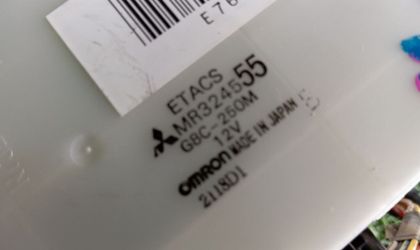 E76
ETACS
MR324555
G8C-250M
12V
OMRON MADE IN JAPAN
2118D1